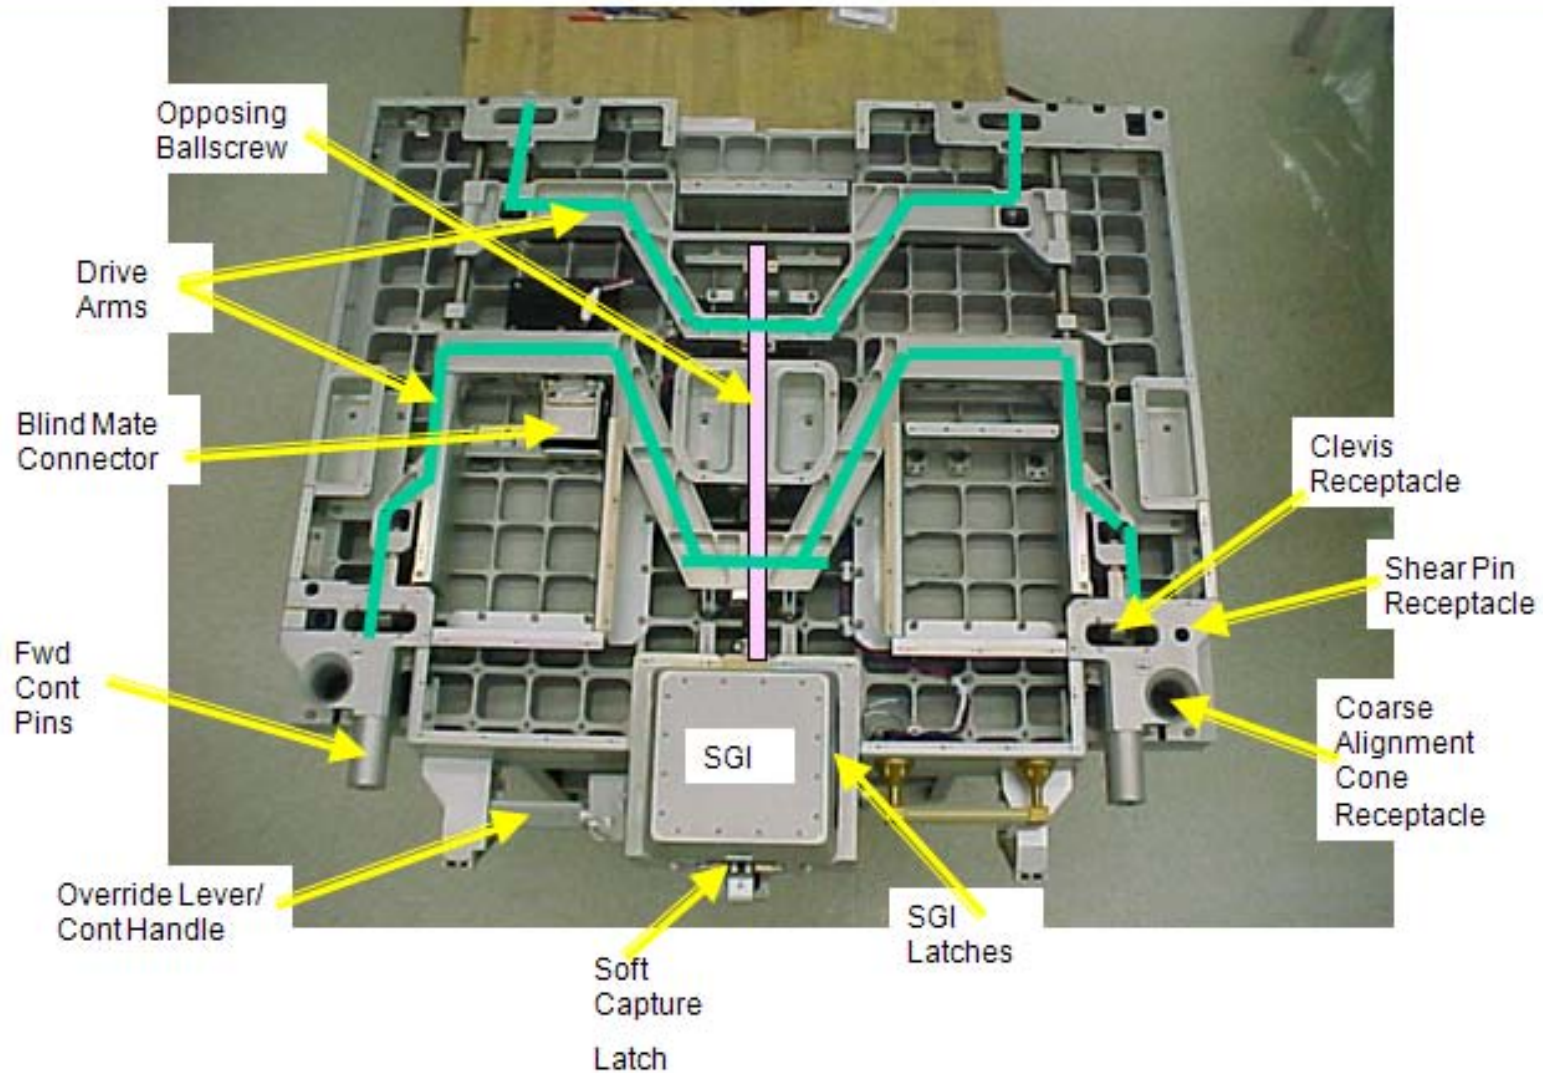 Opposing
Ballscrew
Drive
Arms
Blind Mate
Connector
Clevis
Receptacle
Shear Pin
Receptacle
Fwd
Cont
Pins
SGI
Coarse
Alignment
Cone
Receptacle
Override Lever/
Cont Handle
SGI
Latches
Soft
Capture
Latch